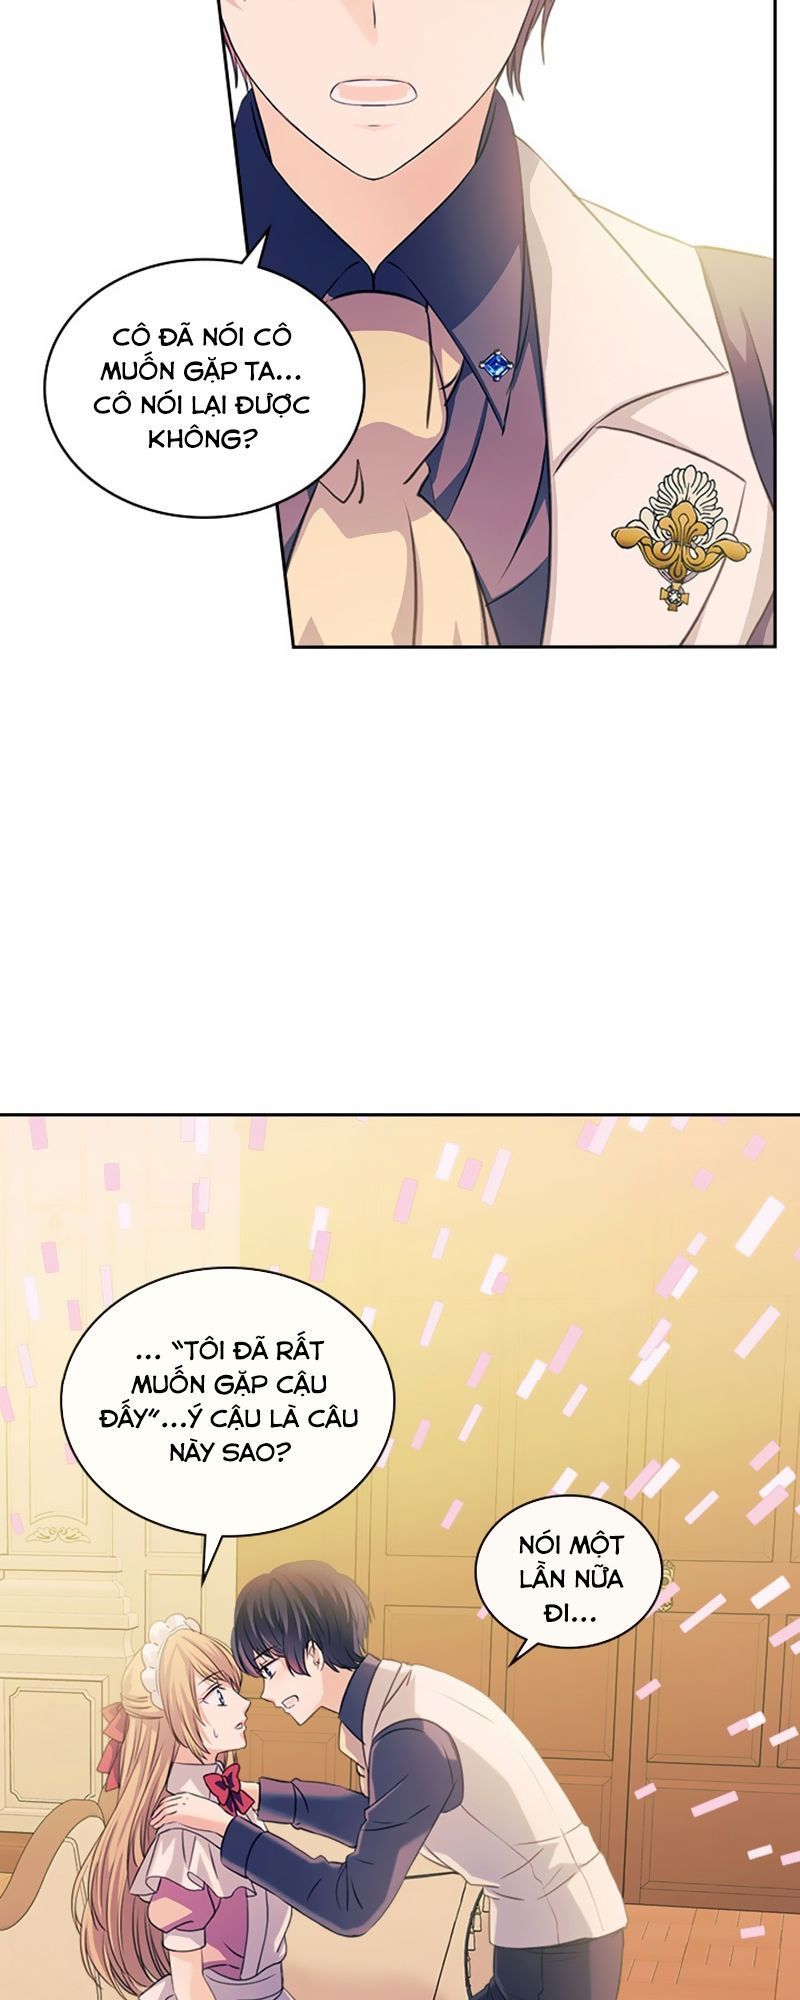 CÔ ĐÃ NÓI CÔ
MUỐN GẶP TA...
CÔ NÓI LẠI ĐƯỢC
KHÔNG?
... "TÔI ĐÃ RẤT
MUỐN GẶP CẬU
ĐẤY"...Ý CẬU LÀ CÂU
NÀY SAO?
NÓI MỘT
LẦN NỮA
ĐI...